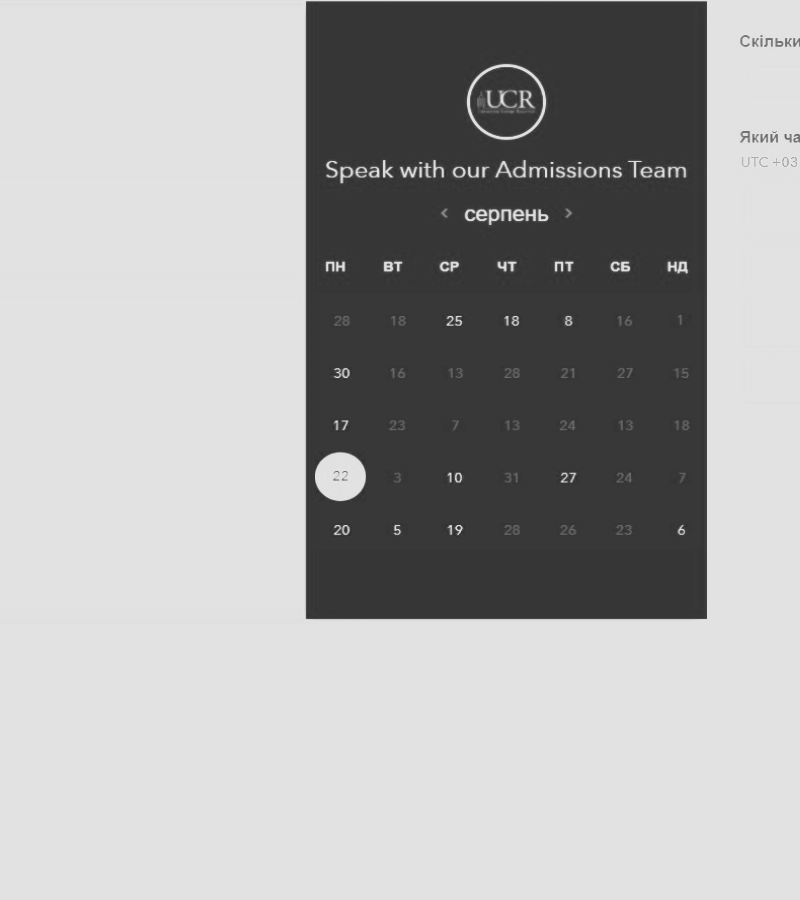 UCR
Speak with our Admissions Team
< серпень >
ПН ВТ СР ЧТ ПТ СБ НД
28 18 25 18 8 16 1
30 16 13 28 21 27 15
17 23 7 13 24 13 18
22 3 10 31 27 24 7
20 5 19 28 26 23 6
Скільки
Який ча
UTC +03